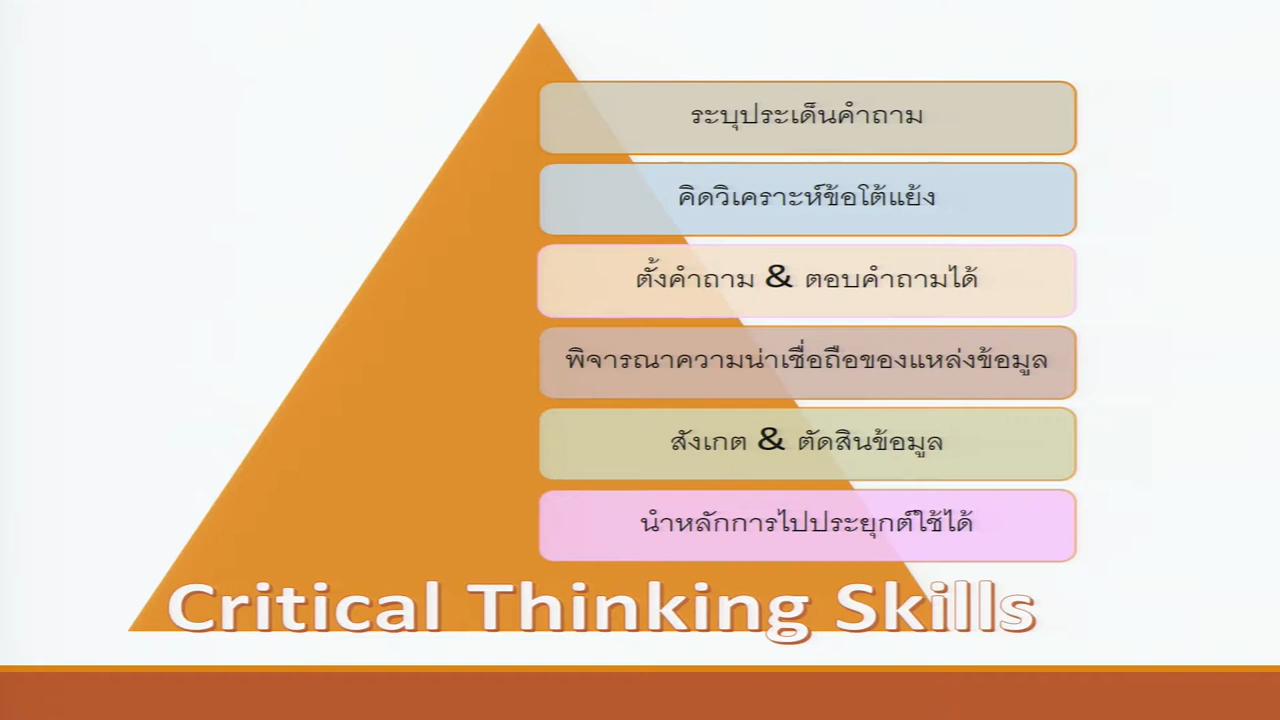 ระบุประเด็นคำถาม
คิดวิเคราะห์ข้อโต้แย้ง
ตั้งคำถาม & ตอบคำถามได้
พิจารณาความน่าเชื่อถือของแหล่งข้อมูล
สังเกต & ตัดสินข้อมูล
นำหลักการไปประยุกต์ใช้ได้
Critical Thinking Skills